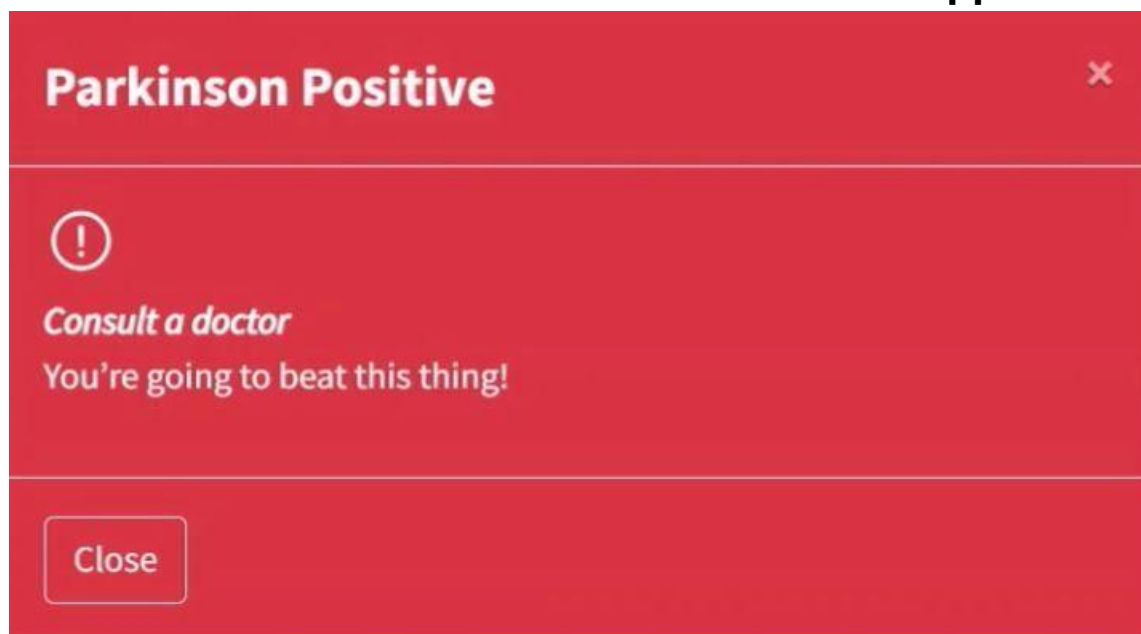 Parkinson Positive
×
Consult a doctor
You're going to beat this thing!
Close